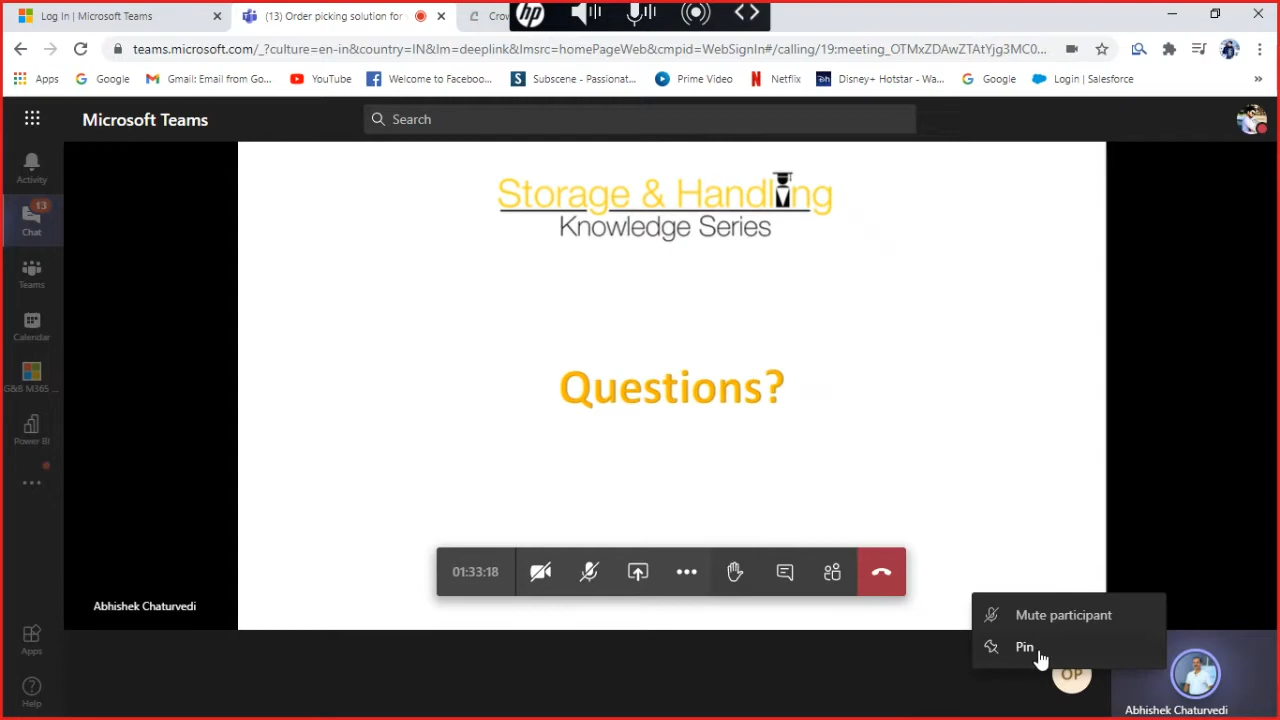 Log In | Microsoft Teams
(13) Order picking solution for
Crow
hp
teams.microsoft.com/_?culture=en-in&country=IN&lm=deeplink&lmsrc=homePageWeb&cmpid=WebSignIn#/calling/19:meeting_OTMxZDAwZTAtYjg3MC0...
Apps
Google
Gmail: Email from Go...
YouTube
Welcome to Faceboo...
Subscene - Passionat...
Prime Video
Netflix
Disney+ Hotstar - Wa...
Google
Login | Salesforce
Microsoft Teams
Search
Activity
13
Chat
Teams
Calendar
G&B M365 ...
Power BI
Apps
Help
Storage & Handling
Knowledge Series
Questions?
01:33:18
Abhishek Chaturvedi
Mute participant
Pin
OP
Abhishek Chaturvedi